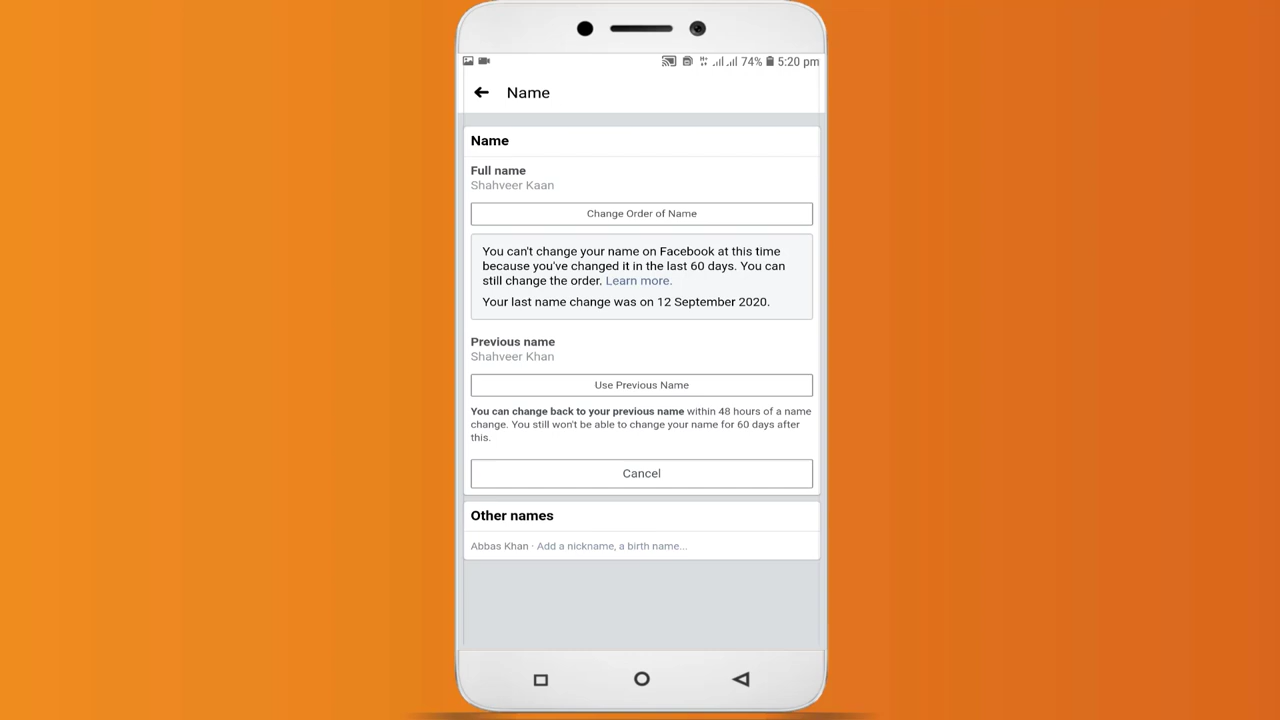 74% 5:20 pm
Name
Name
Full name
Shahveer Kaan
Change Order of Name
You can't change your name on Facebook at this time
because you've changed it in the last 60 days. You can
still change the order. Learn more.
Your last name change was on 12 September 2020.
Previous name
Shahveer Khan
Use Previous Name
You can change back to your previous name within 48 hours of a name
change. You still won't be able to change your name for 60 days after
this.
Cancel
Other names
Abbas Khan · Add a nickname, a birth name...